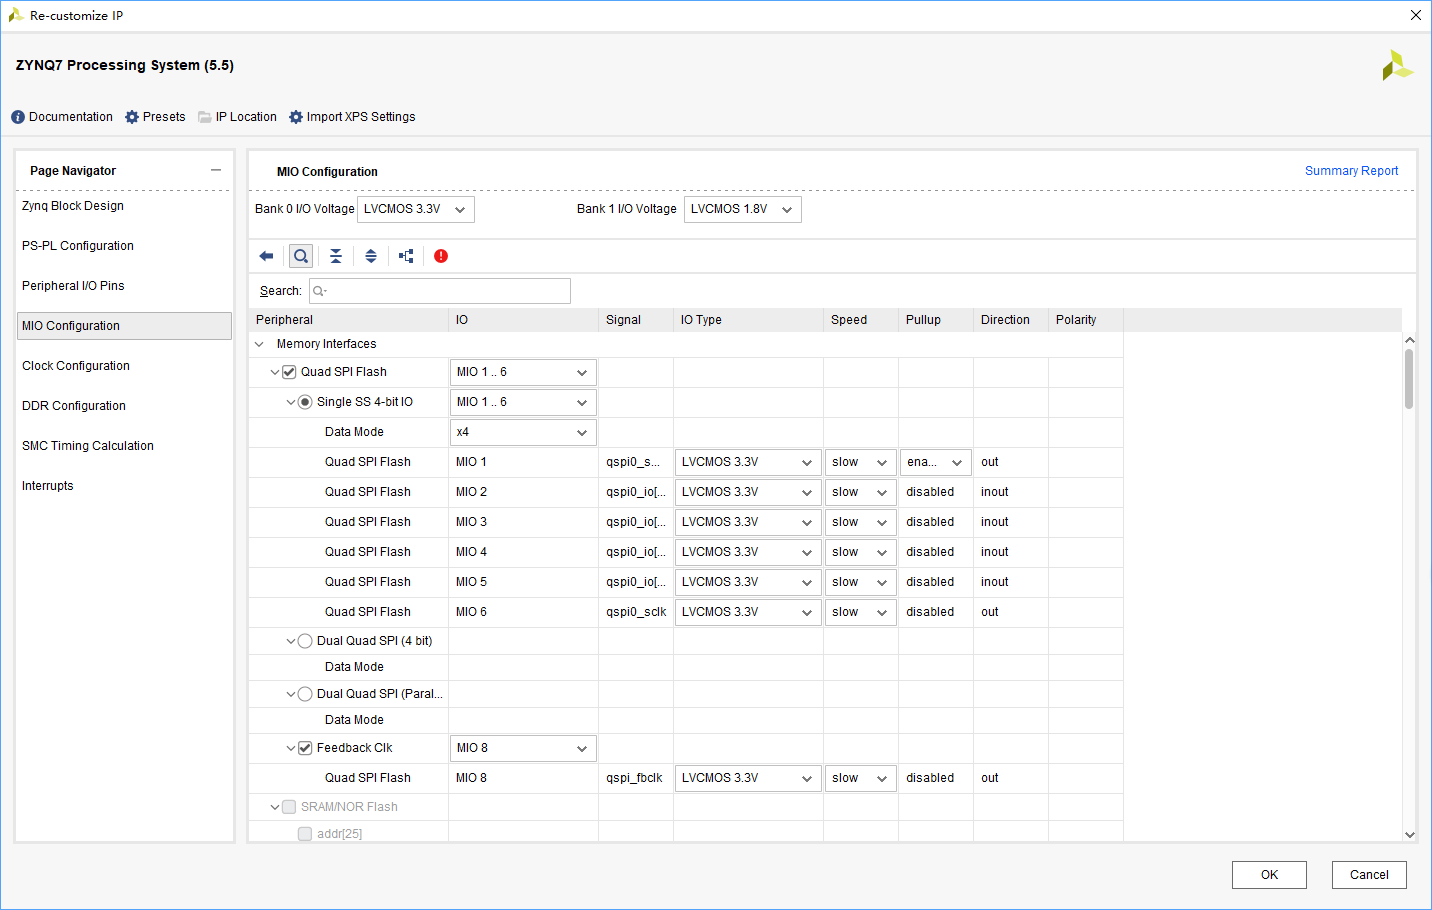 Re-customize IP
ZYNQ7 Processing System (5.5)
Documentation Presets IP Location Import XPS Settings
Page Navigator
Zynq Block Design
PS-PL Configuration
Peripheral I/O Pins
MIO Configuration
Clock Configuration
DDR Configuration
SMC Timing Calculation
Interrupts
MIO Configuration Summary Report
Bank 0 I/O Voltage LVCMOS 3.3V Bank 1 I/O Voltage LVCMOS 1.8V
Search:
Peripheral IO Signal IO Type Speed Pullup Direction Polarity
Memory Interfaces
Quad SPI Flash MIO 1 .. 6
Single SS 4-bit IO MIO 1 .. 6
Data Mode x4
Quad SPI Flash MIO 1 qspi0_s... LVCMOS 3.3V slow ena... out
Quad SPI Flash MIO 2 qspi0_io[... LVCMOS 3.3V slow disabled inout
Quad SPI Flash MIO 3 qspi0_io[... LVCMOS 3.3V slow disabled inout
Quad SPI Flash MIO 4 qspi0_io[... LVCMOS 3.3V slow disabled inout
Quad SPI Flash MIO 5 qspi0_io[... LVCMOS 3.3V slow disabled inout
Quad SPI Flash MIO 6 qspi0_sclk LVCMOS 3.3V slow disabled out
Dual Quad SPI (4 bit)
Data Mode
Dual Quad SPI (Paral...
Data Mode
Feedback Clk MIO 8
Quad SPI Flash MIO 8 qspi_fbclk LVCMOS 3.3V slow disabled out
SRAM/NOR Flash
addr[25]
OK Cancel